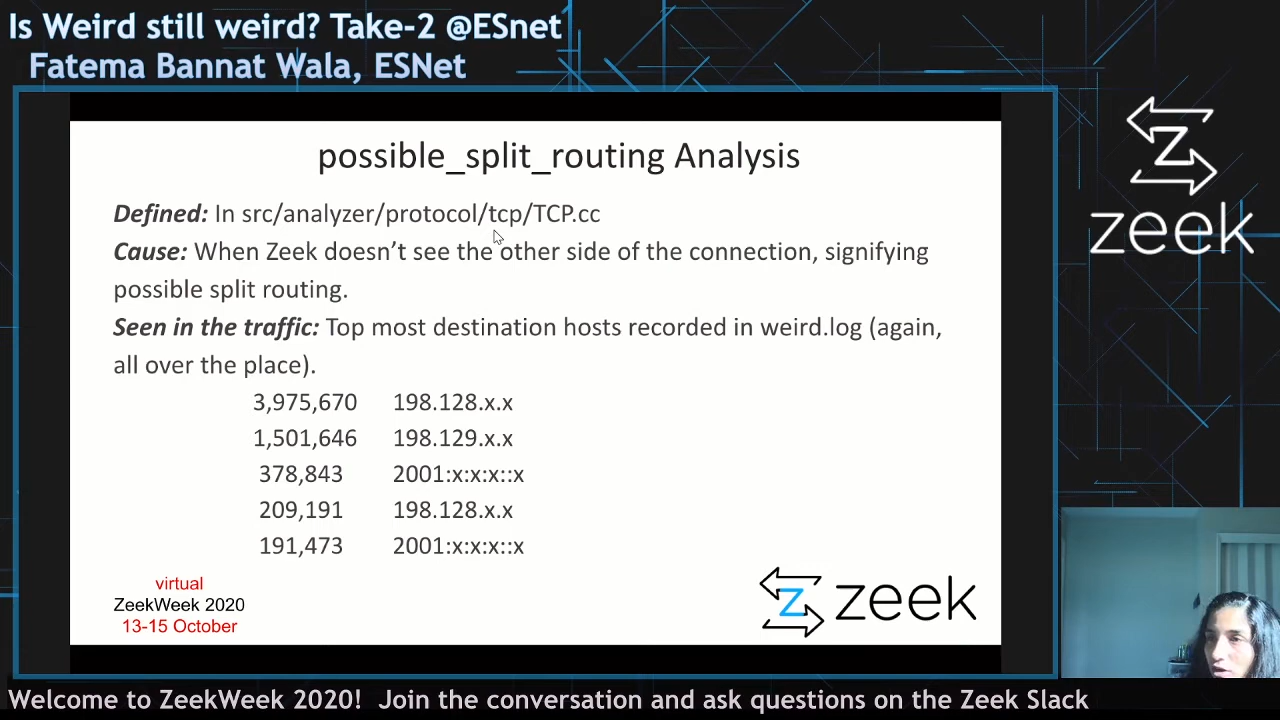 Is Weird still weird? Take-2 @ESnet
Fatema Bannat Wala, ESNet
zeek
possible_split_routing Analysis
Defined: In src/analyzer/protocol/tcp/TCP.cc
Cause: When Zeek doesn’t see the other side of the connection, signifying
possible split routing.
Seen in the traffic: Top most destination hosts recorded in weird.log (again,
all over the place).
3,975,670 198.128.x.x
1,501,646 198.129.x.x
378,843 2001:x:x:x::x
209,191 198.128.x.x
191,473 2001:x:x:x::x
virtual
ZeekWeek 2020
13-15 October
zeek
Welcome to ZeekWeek 2020! Join the conversation and ask questions on the Zeek Slack